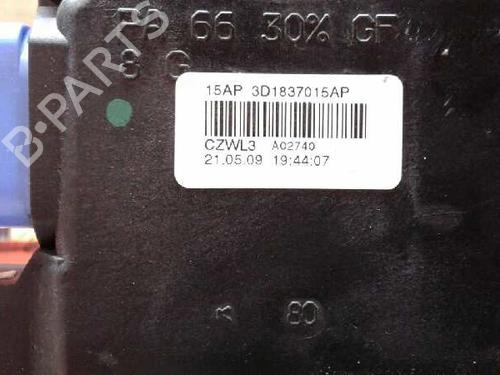 66 30% GF
8 G
15AP 3D1837015AP
CZWL3 A02740
21.05.09 19:44:07
80
B-PARTS